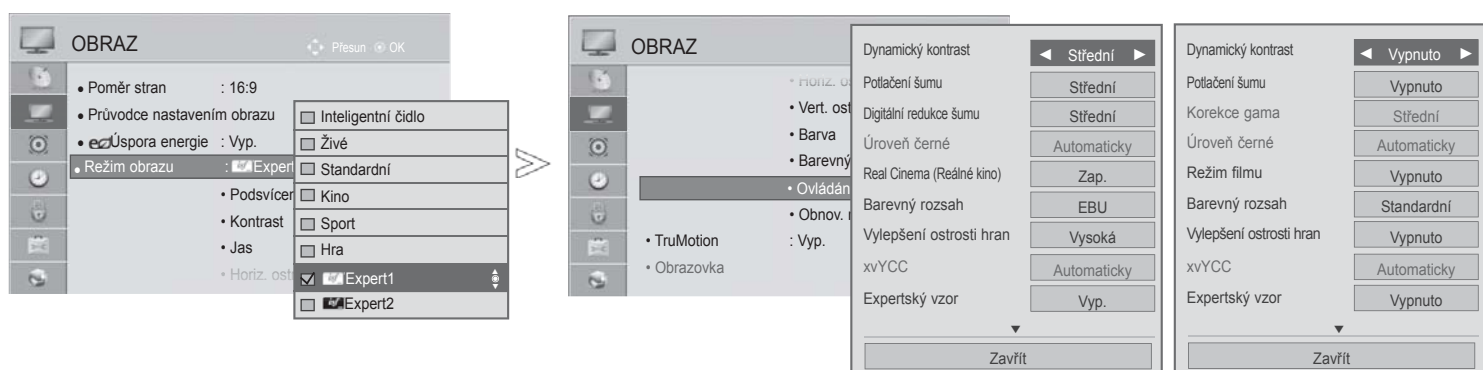 OBRAZ
Přesun OK
• Poměr stran : 16:9
• Průvodce nastavením obrazu
• eco Úspora energie : Vyp.
• Režim obrazu : Expert
• Podsvícen
• Kontrast
• Jas
• Horiz. ost
Inteligentní čidlo
Živé
Standardní
Kino
Sport
Hra
Expert1
Expert2
OBRAZ
• Horiz. os
• Vert. ost
• Barva
• Barevný
• Ovládán
• Obnov. 
• TruMotion : Vyp.
• Obrazovka
Dynamický kontrast ◄ Střední ►
Potlačení šumu Střední
Digitální redukce šumu Střední
Úroveň černé Automaticky
Real Cinema (Reálné kino) Zap.
Barevný rozsah EBU
Vylepšení ostrosti hran Vysoká
xvYCC Automaticky
Expertský vzor Vyp.
▼
Zavřít
Dynamický kontrast ◄ Vypnuto ►
Potlačení šumu Vypnuto
Korekce gama Střední
Úroveň černé Automaticky
Režim filmu Vypnuto
Barevný rozsah Standardní
Vylepšení ostrosti hran Vypnuto
xvYCC Automaticky
Expertský vzor Vypnuto
▼
Zavřít